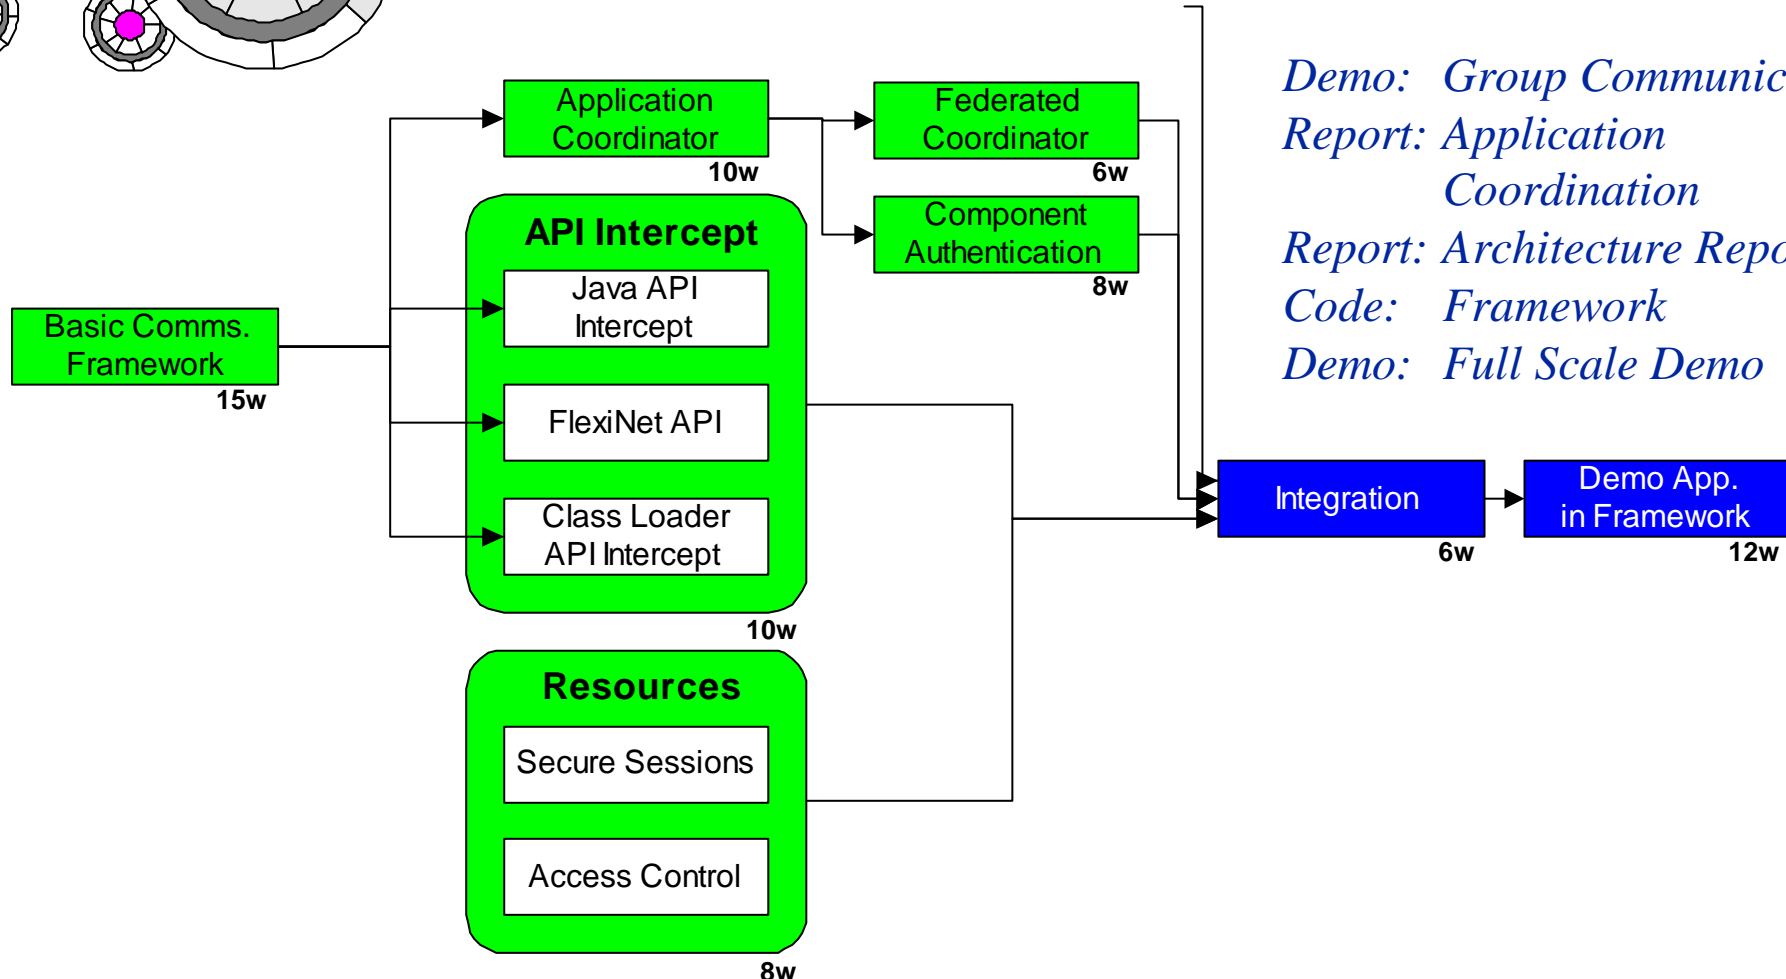 Application
Coordinator
10w
Federated
Coordinator
6w
Component
Authentication
8w
Demo: Group Communic
Report: Application
Coordination
Report: Architecture Repo
Code: Framework
Demo: Full Scale Demo
Basic Comms.
Framework
15w
API Intercept
Java API
Intercept
FlexiNet API
Class Loader
API Intercept
10w
Resources
Secure Sessions
Access Control
8w
Integration
6w
Demo App.
in Framework
12w